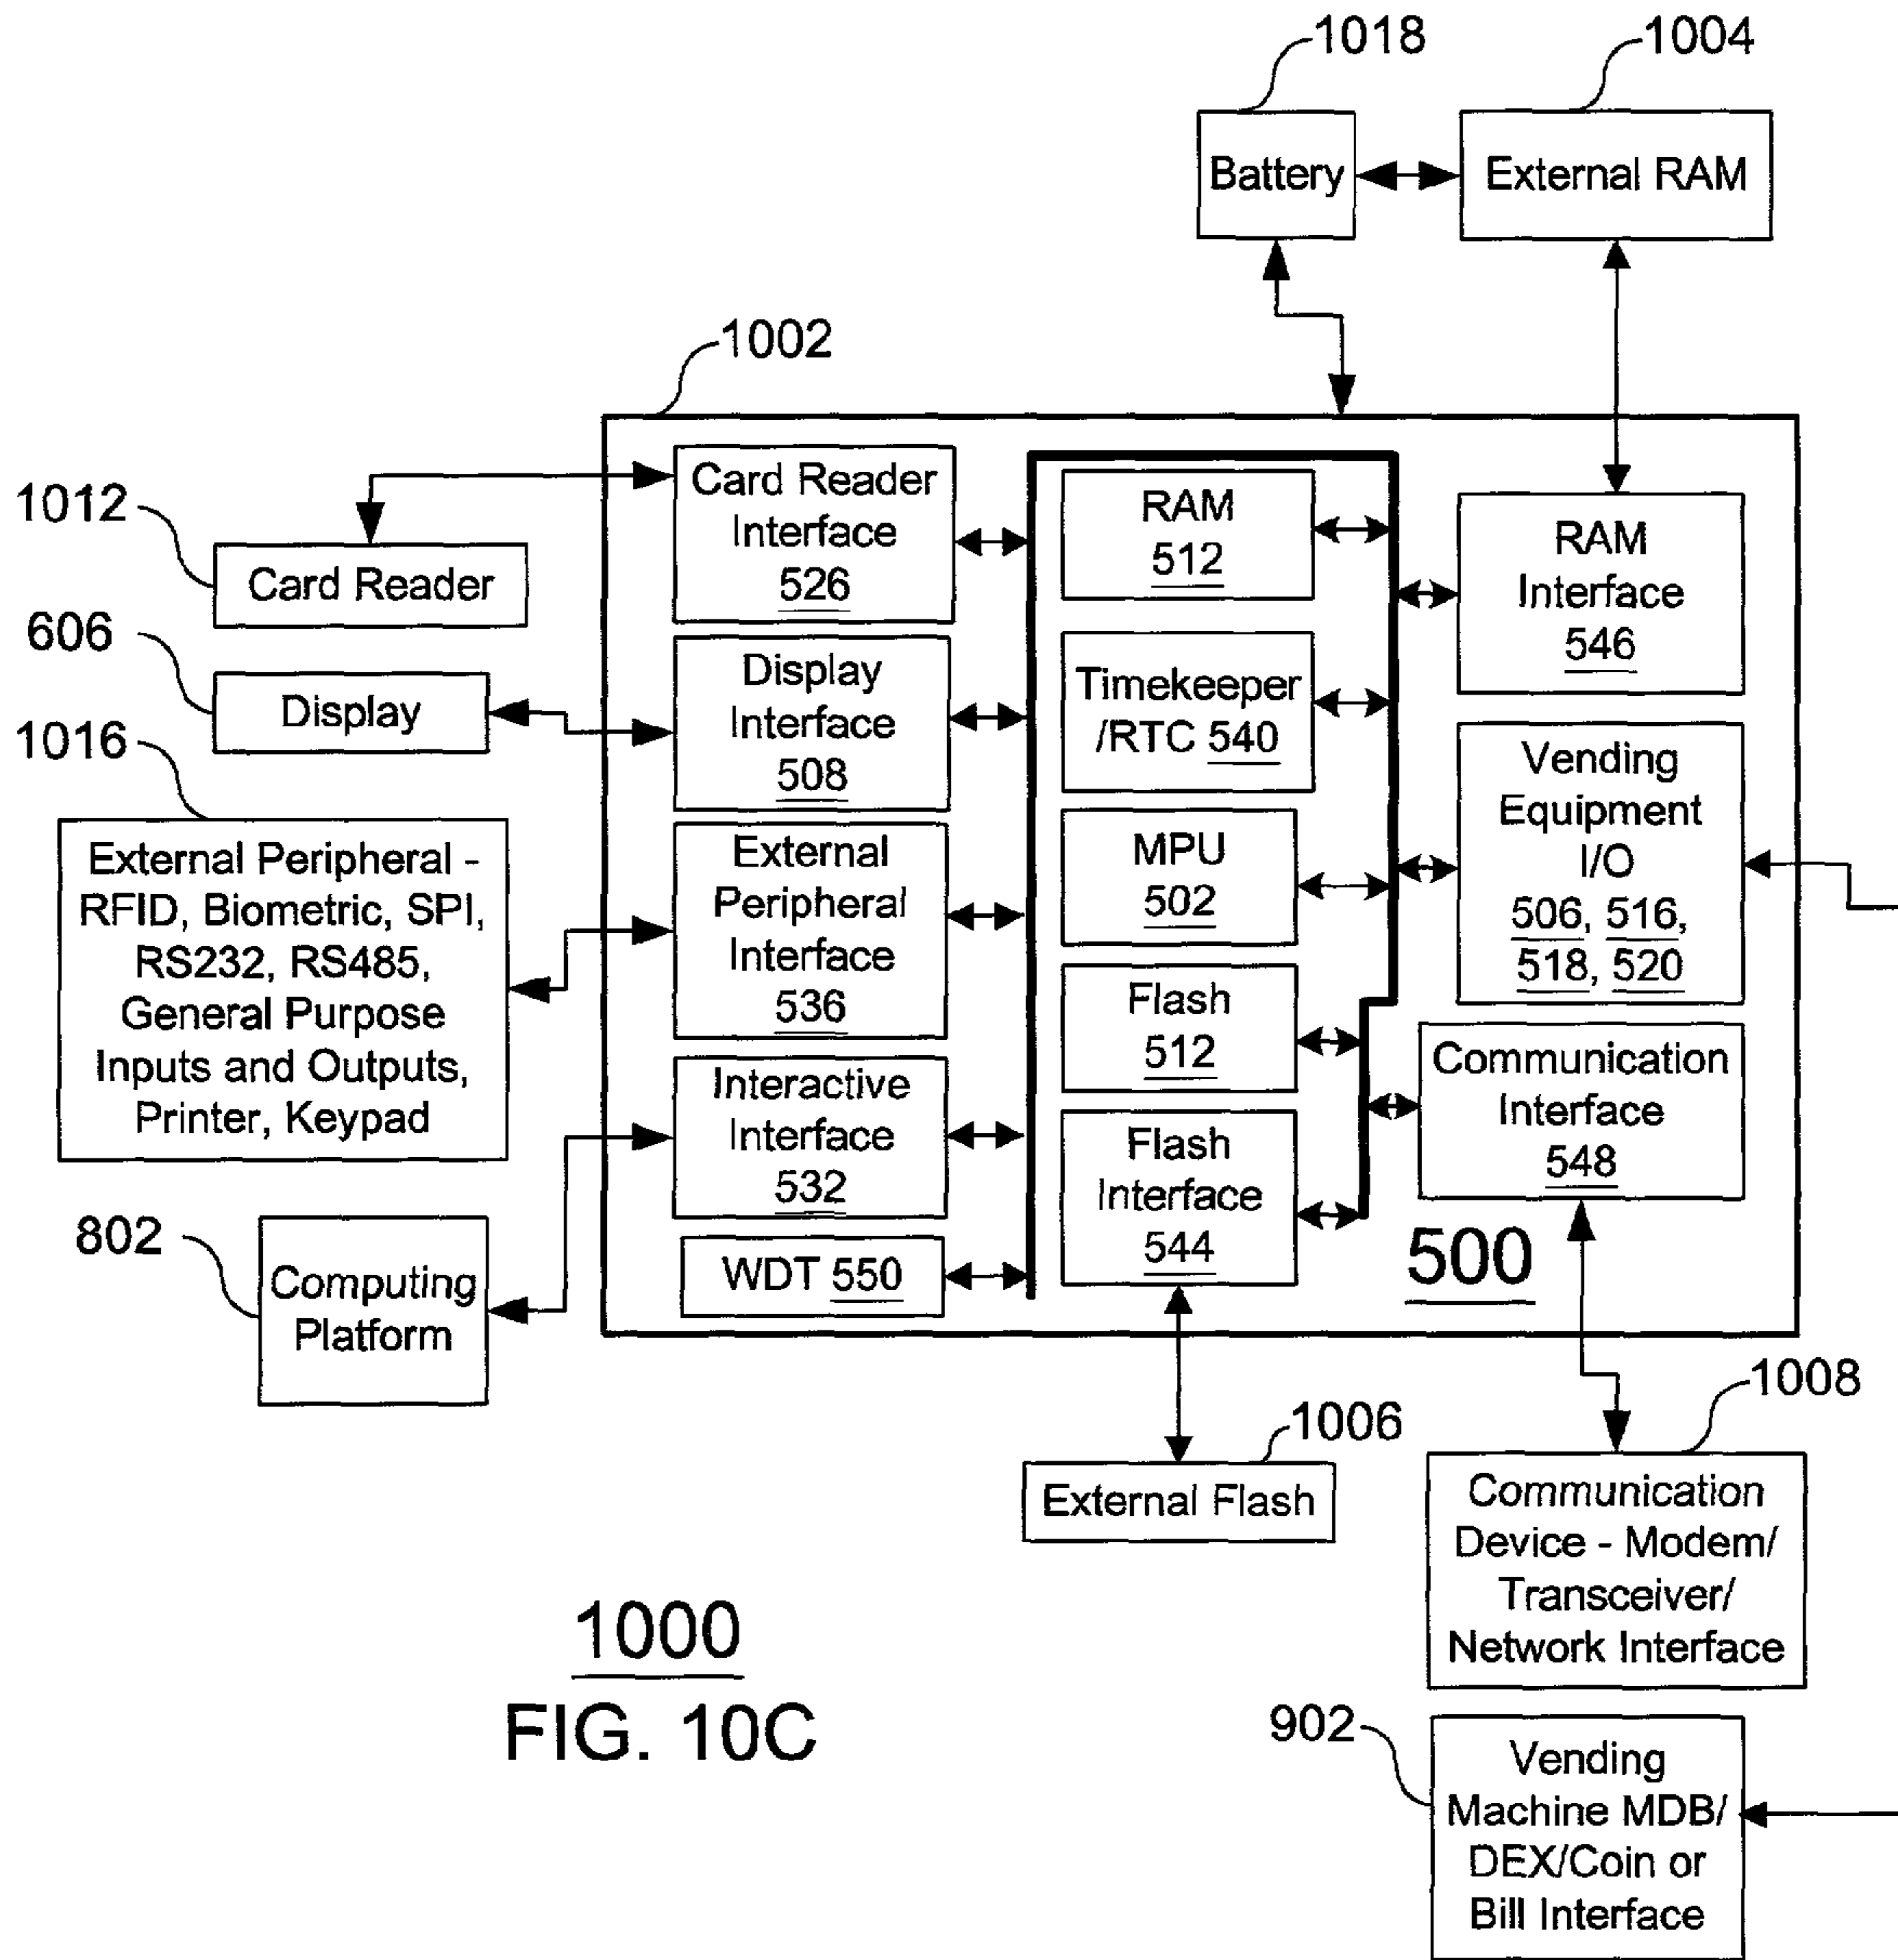 1018
1004
Battery
External RAM
1002
1012
Card Reader
606
Display
1016
External Peripheral -
RFID, Biometric, SPI,
RS232, RS485,
General Purpose
Inputs and Outputs,
Printer, Keypad
802
Computing
Platform
Card Reader
Interface
526
Display
Interface
508
External
Peripheral
Interface
536
Interactive
Interface
532
WDT 550
RAM
512
Timekeeper
/RTC 540
MPU
502
Flash
512
Flash
Interface
544
RAM
Interface
546
Vending
Equipment
I/O
506, 516,
518, 520
Communication
Interface
548
500
1006
External Flash
1008
Communication
Device - Modem/
Transceiver/
Network Interface
902
Vending
Machine MDB/
DEX/Coin or
Bill Interface
1000
FIG. 10C